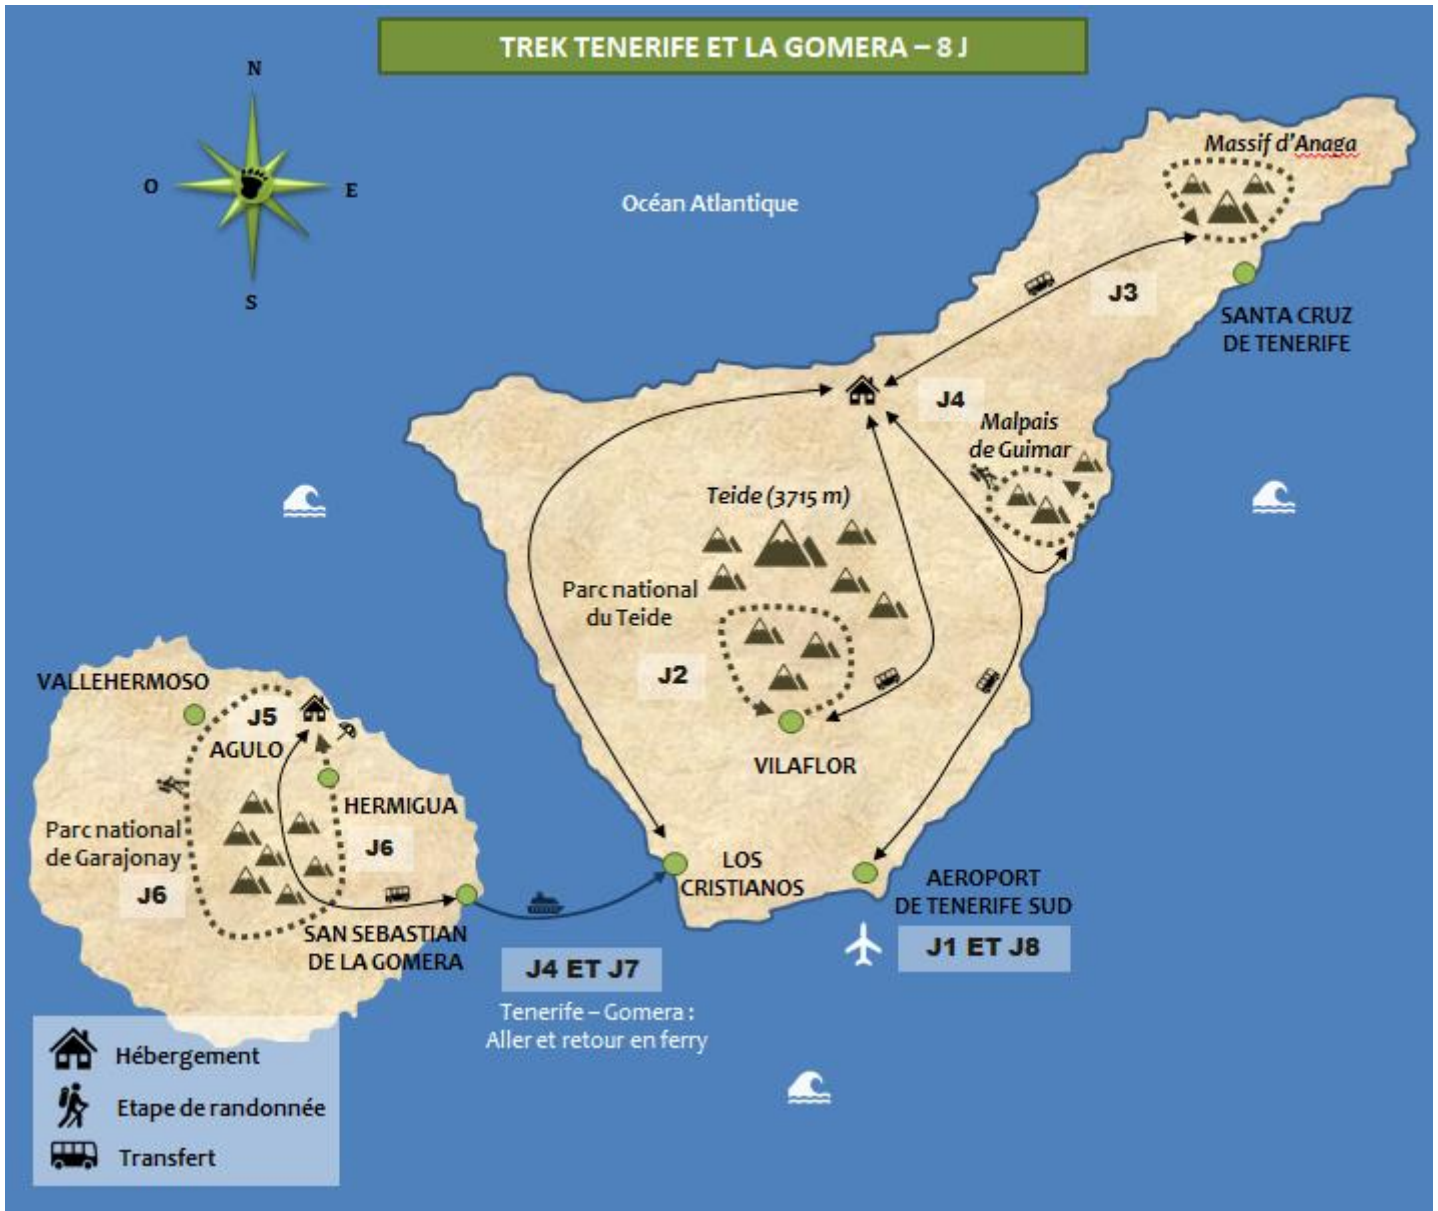 TREK TENERIFE ET LA GOMERA – 8 J
N
O
E
S
Océan Atlantique
Massif d'Anaga
J3
SANTA CRUZ
DE TENERIFE
J4
Malpais
de Guimar
Teide (3715 m)
Parc national
du Teide
J2
VILAFLOR
VALLEHERMOSO
J5
AGULO
HERMIGUA
Parc national
de Garajonay
J6
J6
LOS
CRISTIANOS
AEROPORT
DE TENERIFE SUD
J1 ET J8
SAN SEBASTIAN
DE LA GOMERA
J4 ET J7
Tenerife – Gomera :
Aller et retour en ferry
Hébergement
Etape de randonnée
Transfert